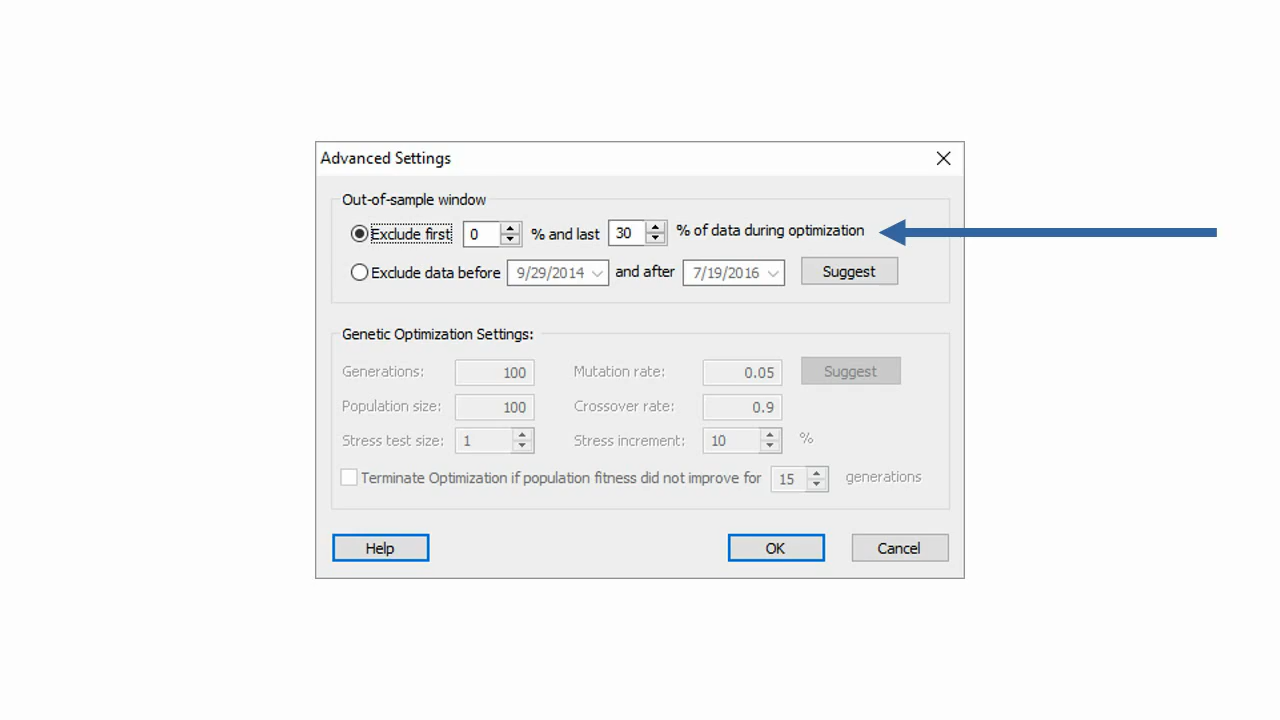 Advanced Settings
Out-of-sample window
Exclude first 0 % and last 30 % of data during optimization
Exclude data before 9/29/2014 and after 7/19/2016 Suggest
Genetic Optimization Settings:
Generations: 100 Mutation rate: 0.05 Suggest
Population size: 100 Crossover rate: 0.9
Stress test size: 1 Stress increment: 10 %
Terminate Optimization if population fitness did not improve for 15 generations
Help OK Cancel